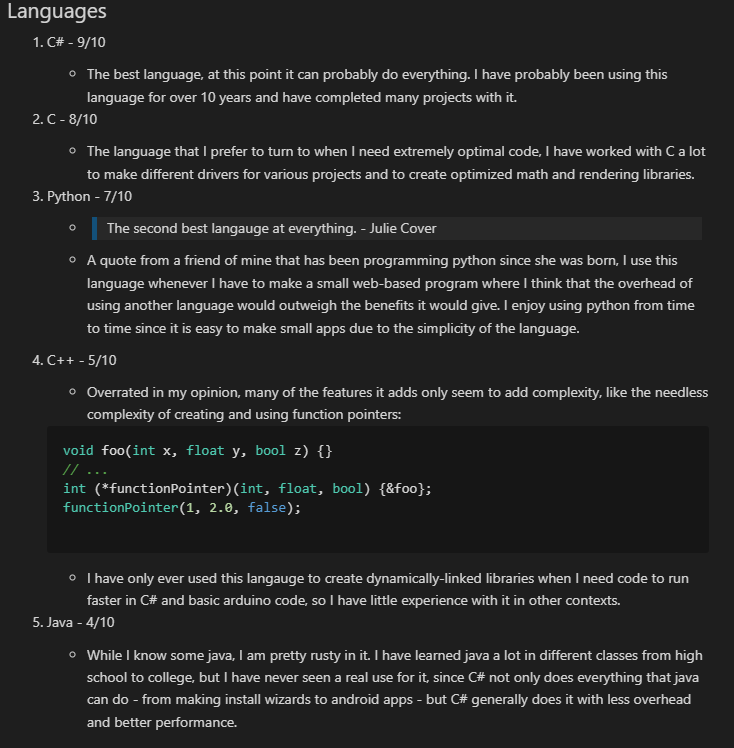 Languages
1. C# - 9/10
○ The best language, at this point it can probably do everything. I have probably been using this
language for over 10 years and have completed many projects with it.
2. C - 8/10
○ The language that I prefer to turn to when I need extremely optimal code, I have worked with C a lot
to make different drivers for various projects and to create optimized math and rendering libraries.
3. Python - 7/10
○ The second best langauge at everything. - Julie Cover
○ A quote from a friend of mine that has been programming python since she was born, I use this
language whenever I have to make a small web-based program where I think that the overhead of
using another language would outweigh the benefits it would give. I enjoy using python from time
to time since it is easy to make small apps due to the simplicity of the language.
4. C++ - 5/10
○ Overrated in my opinion, many of the features it adds only seem to add complexity, like the needless
complexity of creating and using function pointers:
void foo(int x, float y, bool z) {}
// ...
int (*functionPointer)(int, float, bool) {&foo};
functionPointer(1, 2.0, false);
○ I have only ever used this langauge to create dynamically-linked libraries when I need code to run
faster in C# and basic arduino code, so I have little experience with it in other contexts.
5. Java - 4/10
○ While I know some java, I am pretty rusty in it. I have learned java a lot in different classes from high
school to college, but I have never seen a real use for it, since C# not only does everything that java
can do - from making install wizards to android apps - but C# generally does it with less overhead
and better performance.